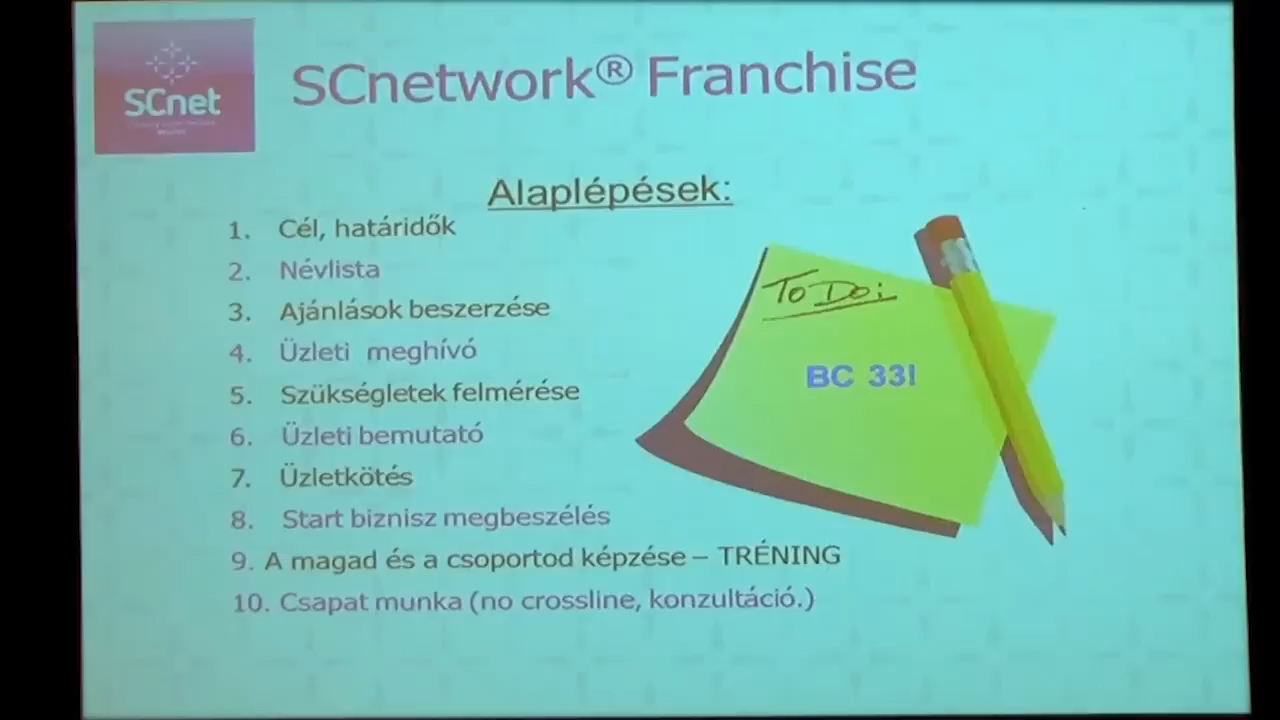 SCnet
SCnetwork® Franchise
Alaplépések:
1. Cél, határidők
2. Névlista
3. Ajánlások beszerzése
4. Üzleti meghívó
5. Szükségletek felmérése
6. Üzleti bemutató
7. Üzletkötés
8. Start biznisz megbeszélés
9. A magad és a csoportod képzése – TRÉNING
10. Csapat munka (no crossline, konzultáció.)
To Do:
BC 33!